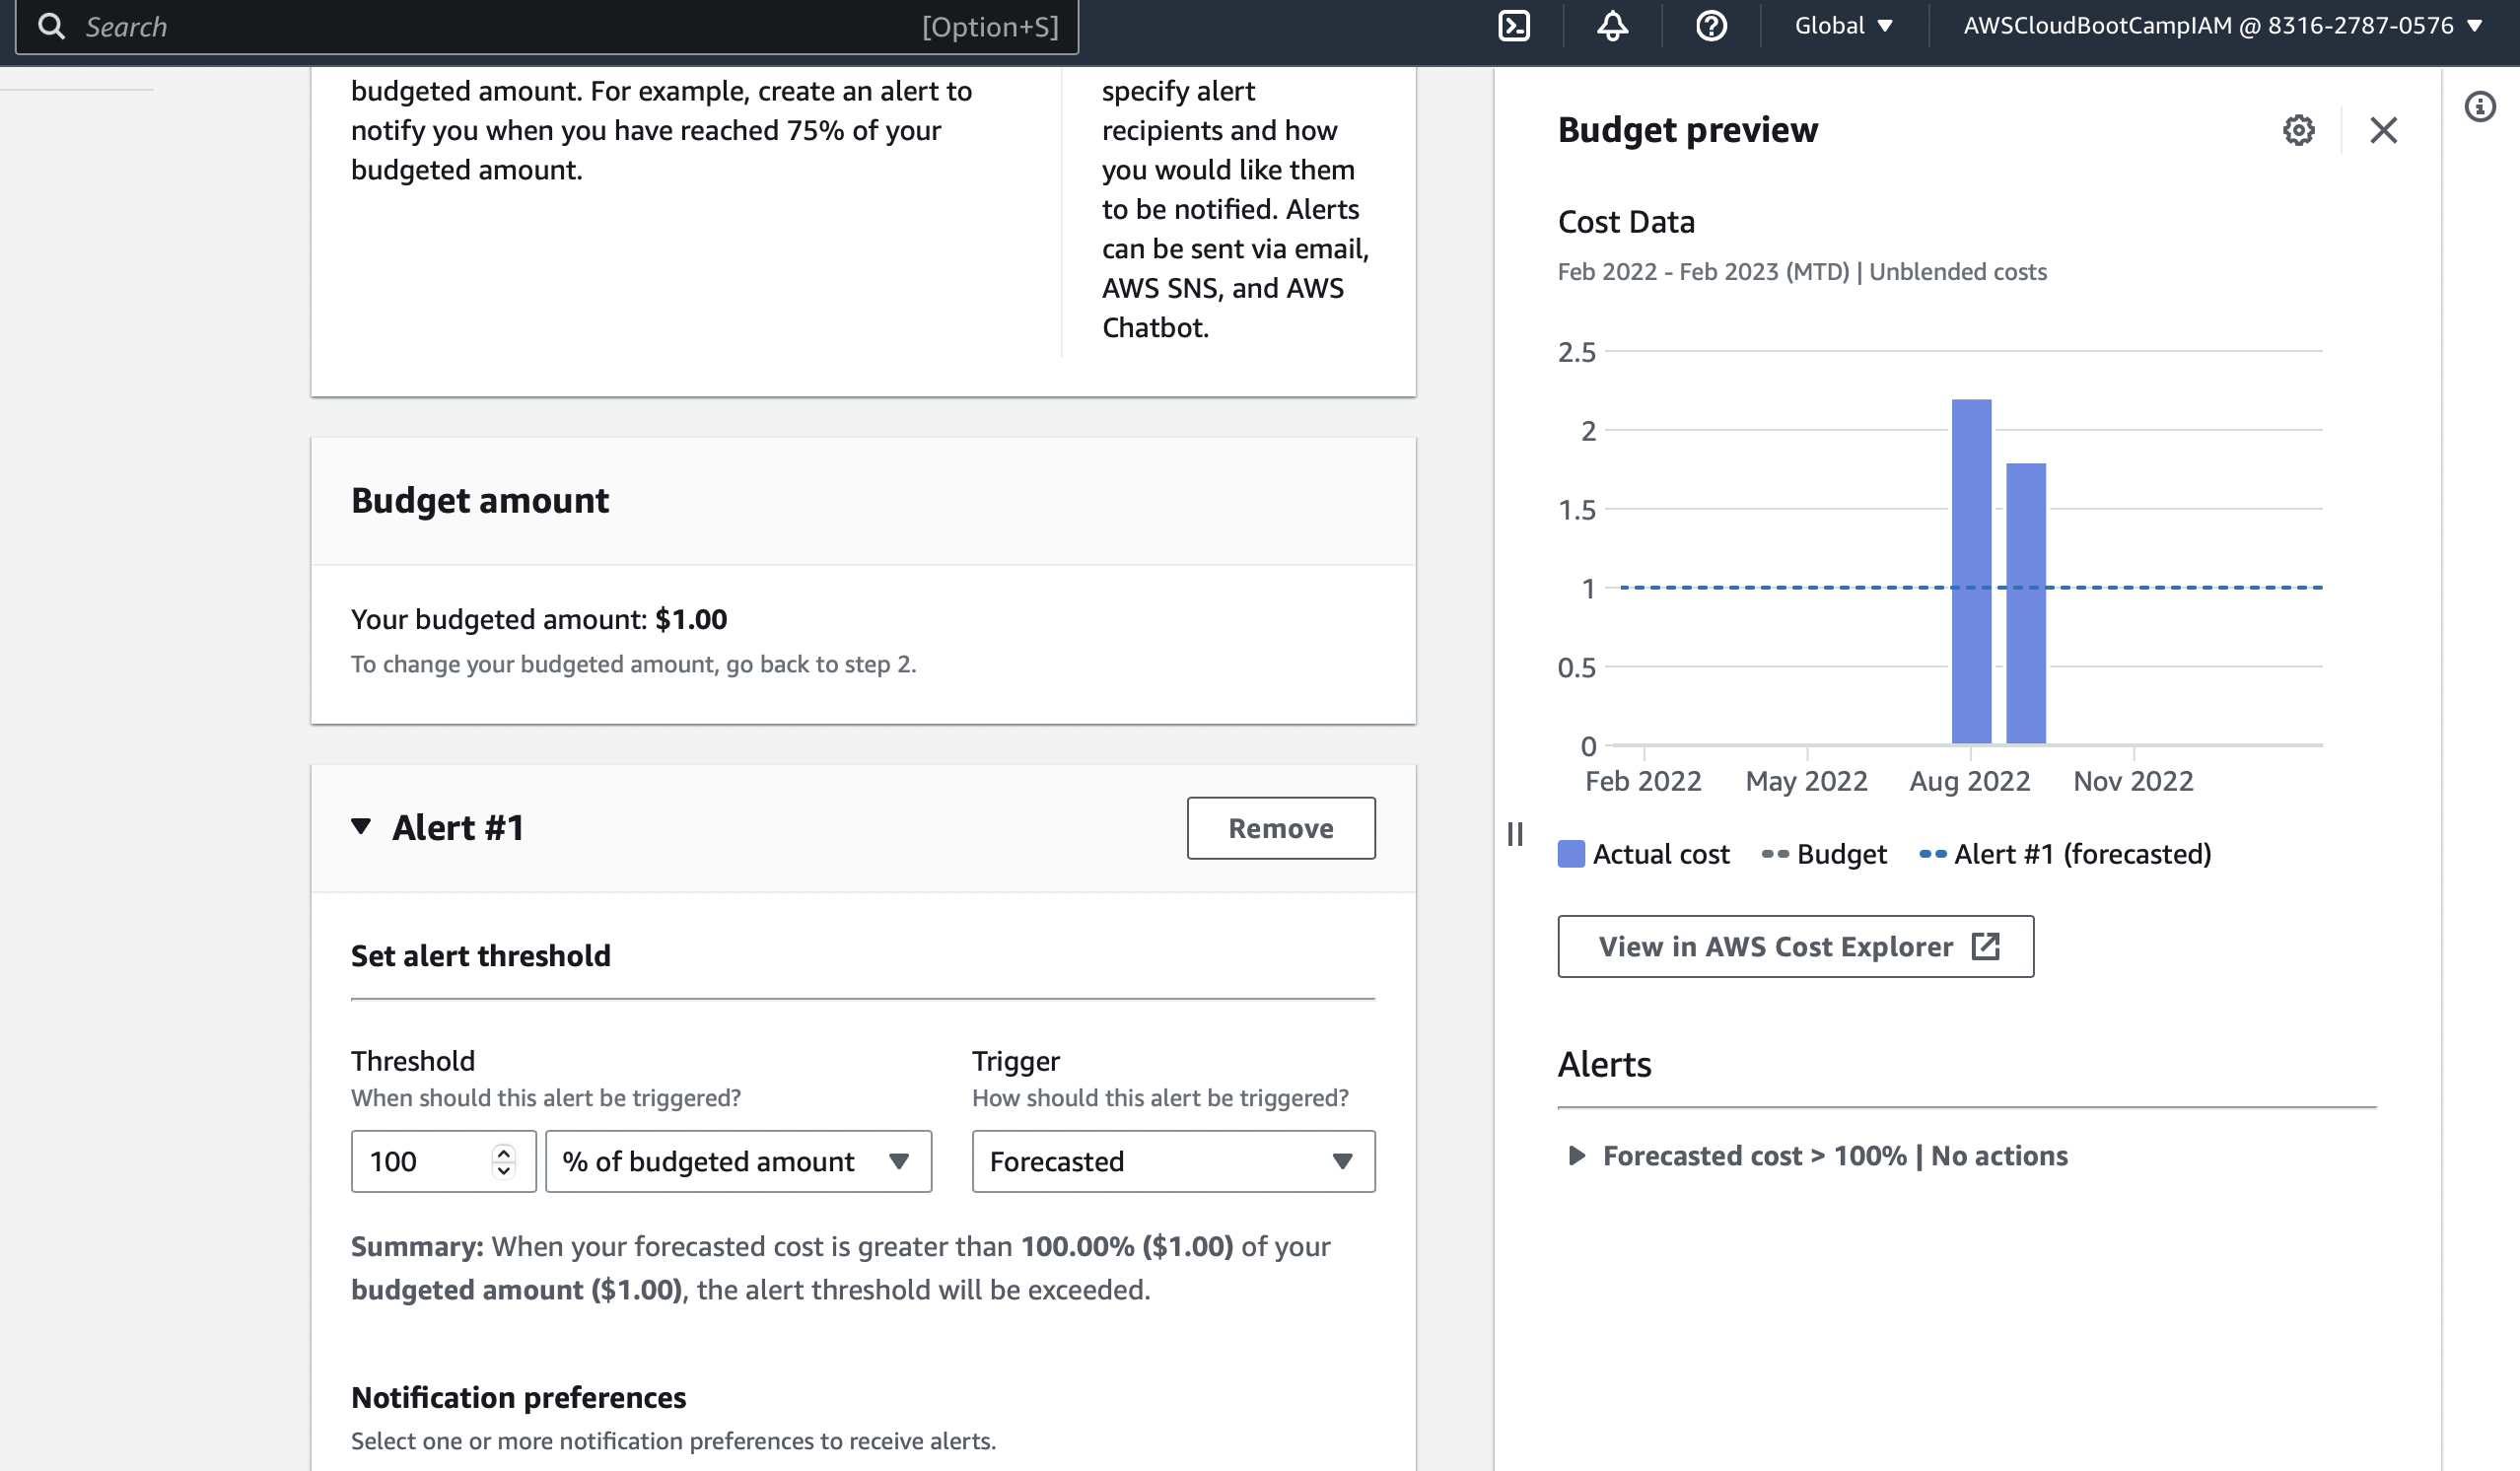 Search
[Option+S]
Global
AWSCloudBootCampIAM @ 8316-2787-0576
budgeted amount. For example, create an alert to
notify you when you have reached 75% of your
budgeted amount.
specify alert
recipients and how
you would like them
to be notified. Alerts
can be sent via email,
AWS SNS, and AWS
Chatbot.
Budget amount
Your budgeted amount: $1.00
To change your budgeted amount, go back to step 2.
Alert #1
Remove
Set alert threshold
Threshold
When should this alert be triggered?
100
% of budgeted amount
Trigger
How should this alert be triggered?
Forecasted
Summary: When your forecasted cost is greater than 100.00% ($1.00) of your
budgeted amount ($1.00), the alert threshold will be exceeded.
Notification preferences
Select one or more notification preferences to receive alerts.
Budget preview
Cost Data
Feb 2022 - Feb 2023 (MTD) | Unblended costs
2.5
2
1.5
1
0.5
0
Feb 2022
May 2022
Aug 2022
Nov 2022
Actual cost
Budget
Alert #1 (forecasted)
View in AWS Cost Explorer
Alerts
Forecasted cost > 100% | No actions